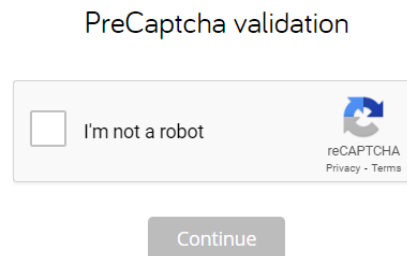 PreCaptcha validation
I'm not a robot
reCAPTCHA
Privacy - Terms
Continue